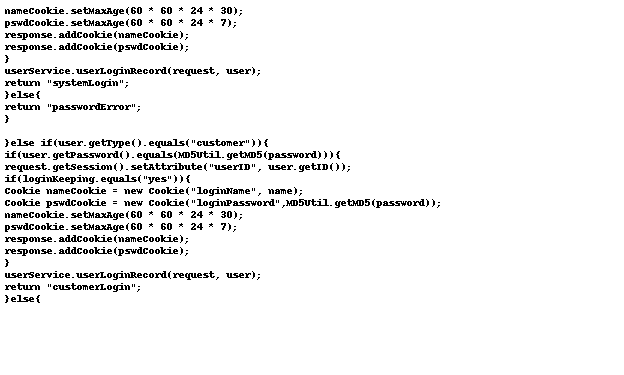 nameCookie.setMaxAge(60 * 60 * 24 * 30);
pswdCookie.setMaxAge(60 * 60 * 24 * 7);
response.addCookie(nameCookie);
response.addCookie(pswdCookie);
}
userService.userLoginRecord(request, user);
return "systemLogin";
}else{
return "passwordError";
}
}else if(user.getType().equals("customer")){
if(user.getPassword().equals(MD5Util.getMD5(password))){
request.getSession().setAttribute("userID", user.getID());
if(loginKeeping.equals("yes")){
Cookie nameCookie = new Cookie("loginName", name);
Cookie pswdCookie = new Cookie("loginPassword",MD5Util.getMD5(password));
nameCookie.setMaxAge(60 * 60 * 24 * 30);
pswdCookie.setMaxAge(60 * 60 * 24 * 7);
response.addCookie(nameCookie);
response.addCookie(pswdCookie);
}
userService.userLoginRecord(request, user);
return "customerLogin";
}else{